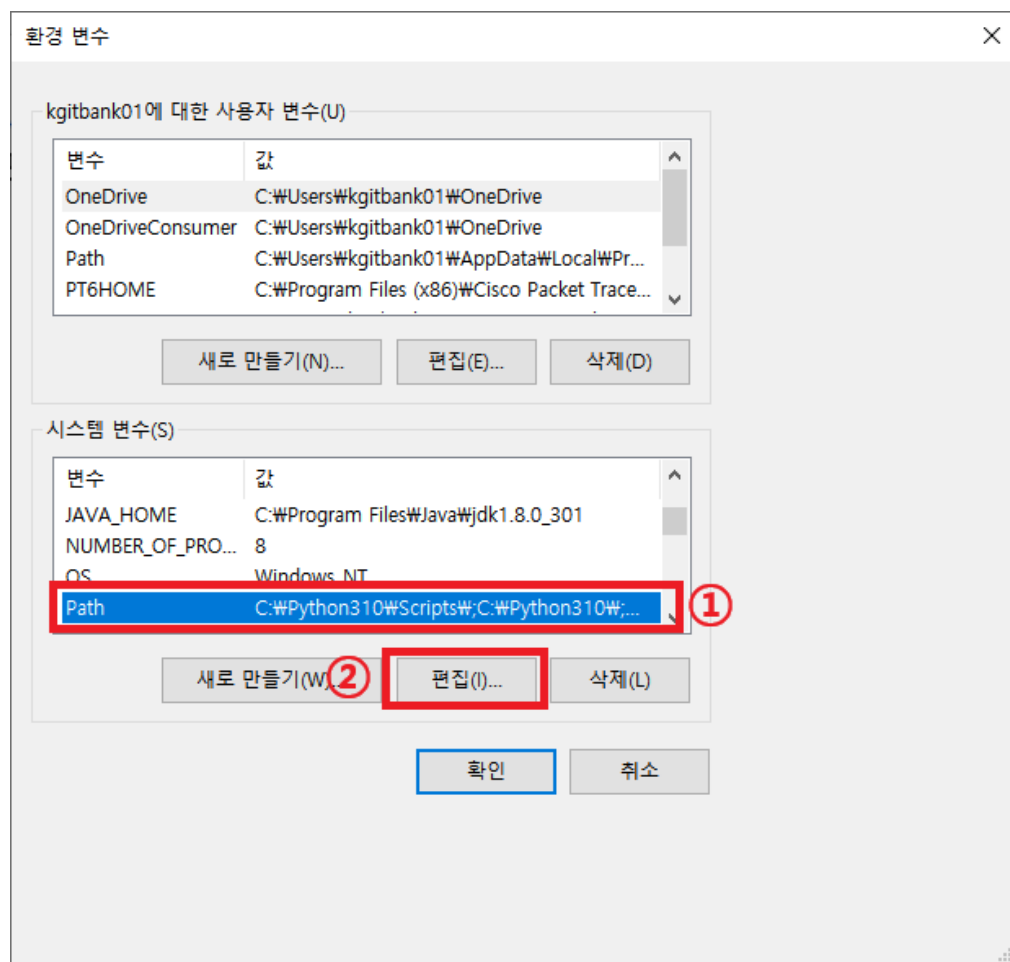 환경 변수
kgitbank01에 대한 사용자 변수(U)
변수 값
OneDrive C:₩Users₩kgitbank01₩OneDrive
OneDriveConsumer C:₩Users₩kgitbank01₩OneDrive
Path C:₩Users₩kgitbank01₩AppData₩Local₩Pr...
PT6HOME C:₩Program Files (x86)₩Cisco Packet Trace...
새로 만들기(N)... 편집(E)... 삭제(D)
시스템 변수(S)
변수 값
JAVA_HOME C:₩Program Files₩Java₩jdk1.8.0_301
NUMBER_OF_PRO... 8
OS Windows_NT
Path C:₩Python310₩Scripts₩;C:₩Python310₩;... ①
새로 만들기(W)... ② 편집(I)... 삭제(L)
확인 취소